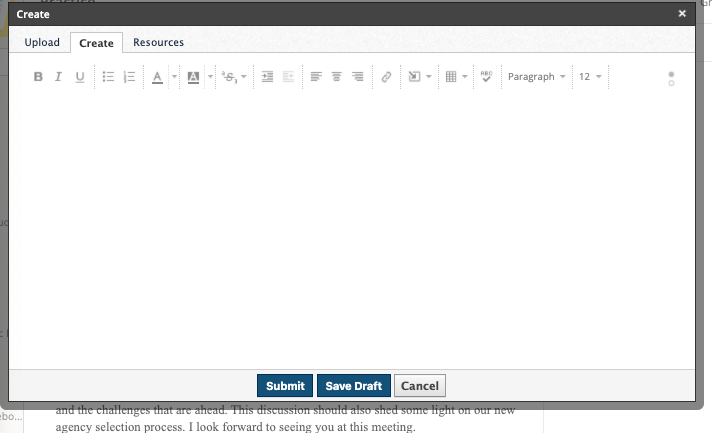 Create
Upload Create Resources
B I U A A S ABC Paragraph 12
Submit Save Draft Cancel
and the challenges that are ahead. This discussion should also shed some light on our new
agency selection process. I look forward to seeing you at this meeting.